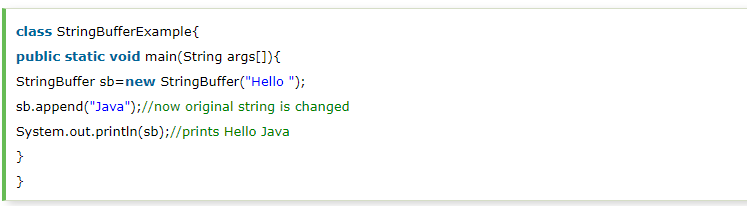 class StringBufferExample{
public static void main(String args[]){
StringBuffer sb=new StringBuffer("Hello ");
sb.append("Java");//now original string is changed
System.out.println(sb);//prints Hello Java
}
}